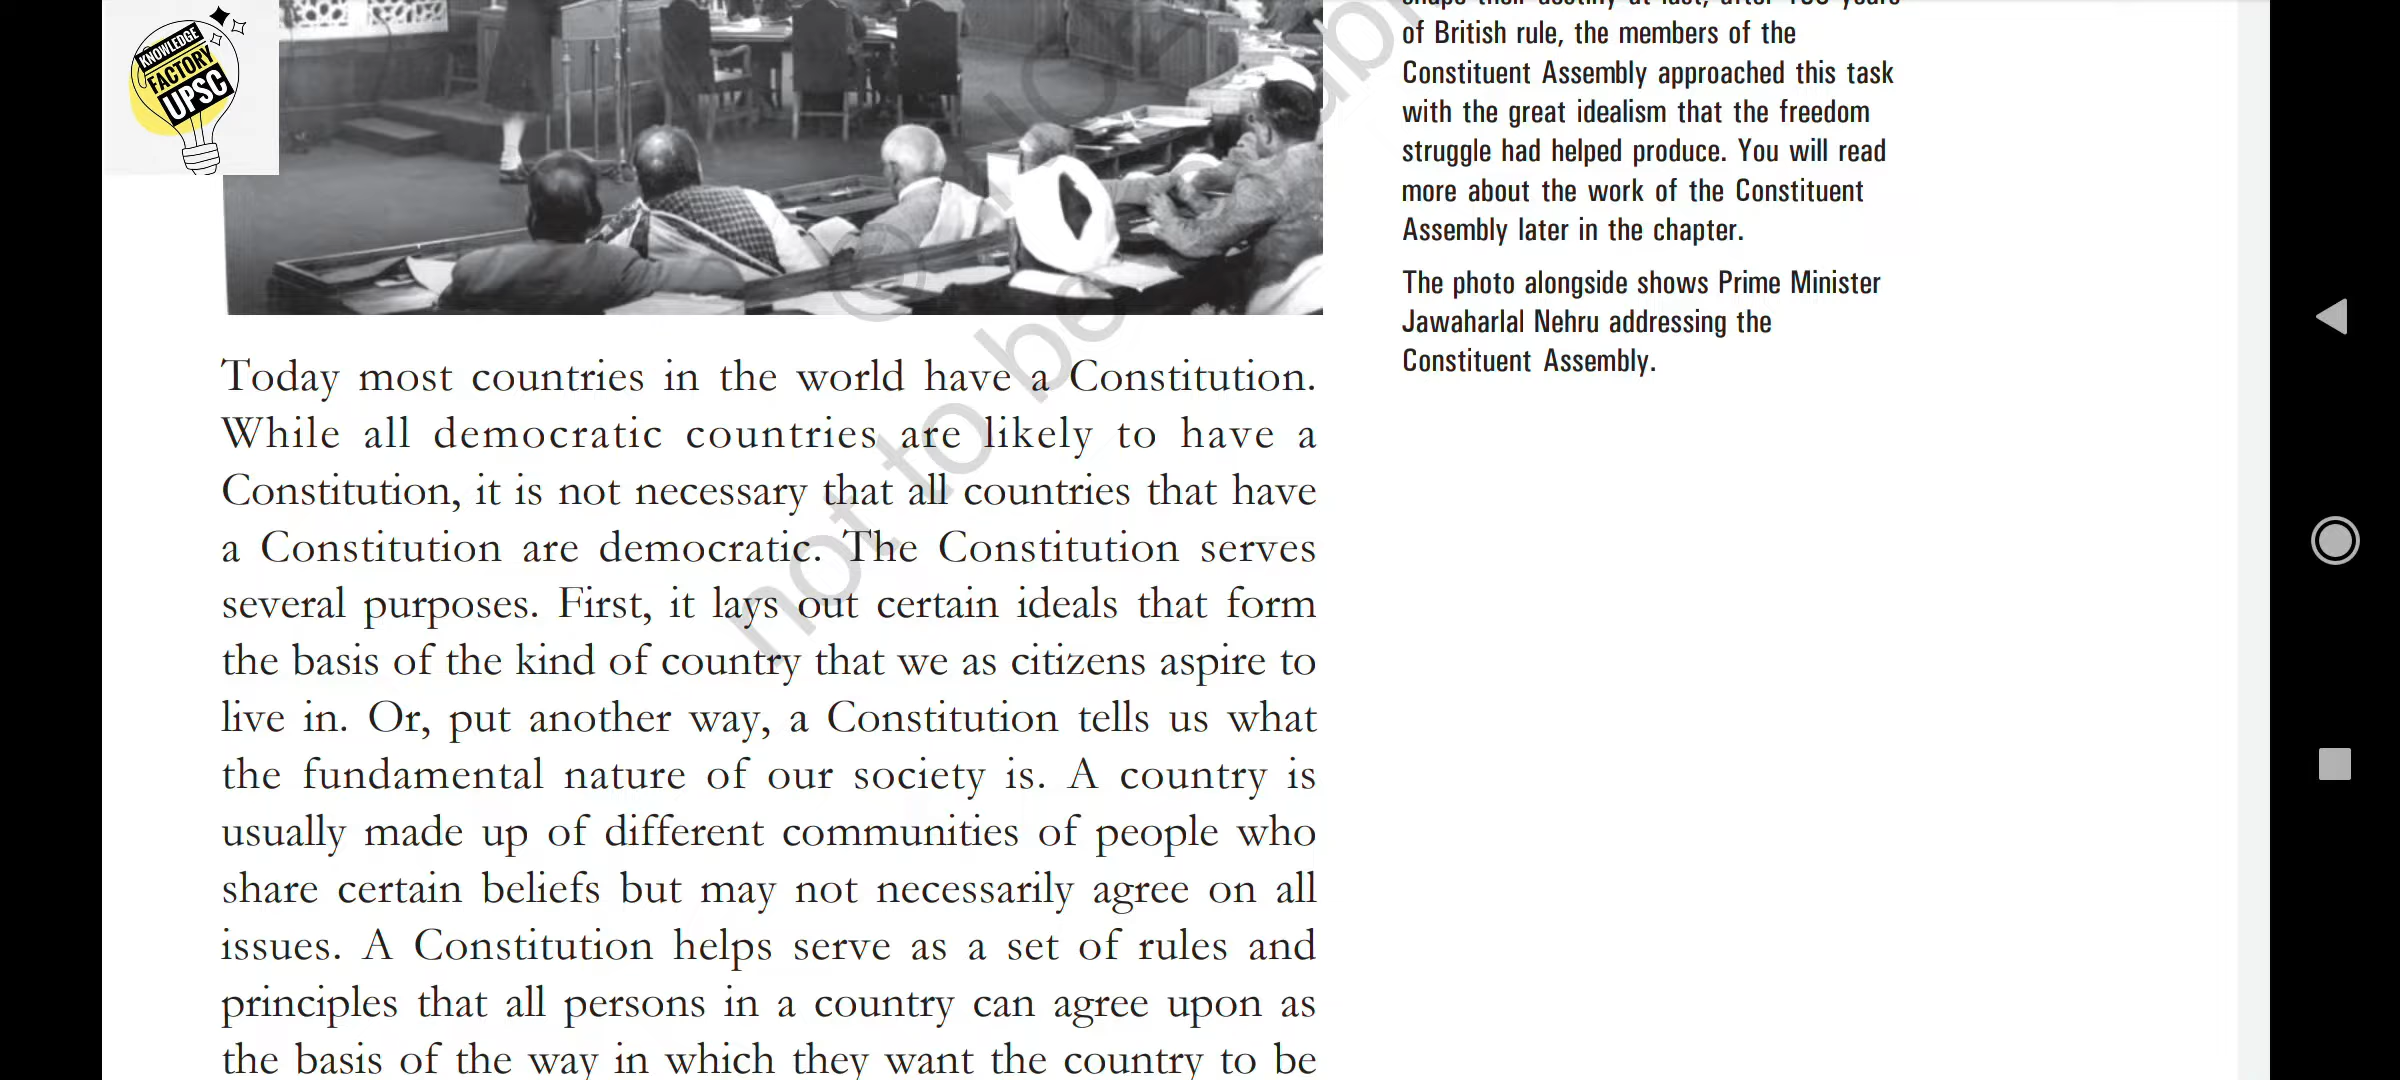 KNOWLEDGE
FACTORY
UPSC
of British rule, the members of the
Constituent Assembly approached this task
with the great idealism that the freedom
struggle had helped produce. You will read
more about the work of the Constituent
Assembly later in the chapter.
The photo alongside shows Prime Minister
Jawaharlal Nehru addressing the
Constituent Assembly.
Today most countries in the world have a Constitution.
While all democratic countries are likely to have a
Constitution, it is not necessary that all countries that have
a Constitution are democratic. The Constitution serves
several purposes. First, it lays out certain ideals that form
the basis of the kind of country that we as citizens aspire to
live in. Or, put another way, a Constitution tells us what
the fundamental nature of our society is. A country is
usually made up of different communities of people who
share certain beliefs but may not necessarily agree on all
issues. A Constitution helps serve as a set of rules and
principles that all persons in a country can agree upon as
the basis of the way in which they want the country to be
not to be